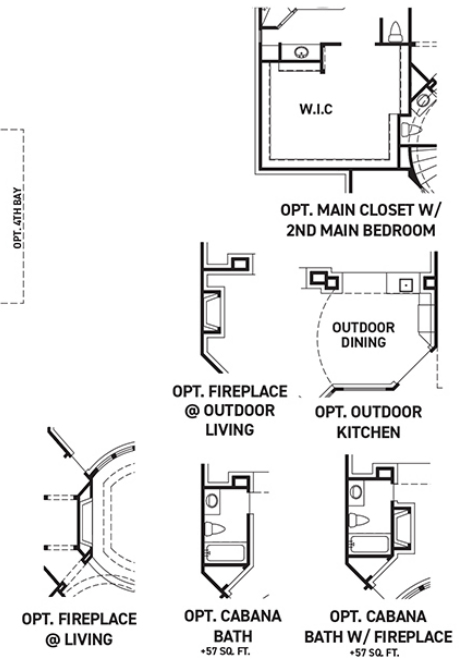 W.I.C
OPT. 4TH BAY
OPT. MAIN CLOSET W/
2ND MAIN BEDROOM
OUTDOOR
DINING
OPT. FIREPLACE
@ OUTDOOR
LIVING
OPT. OUTDOOR
KITCHEN
OPT. FIREPLACE
@ LIVING
OPT. CABANA
BATH
+57 SQ. FT.
OPT. CABANA
BATH W/ FIREPLACE
+57 SQ. FT.